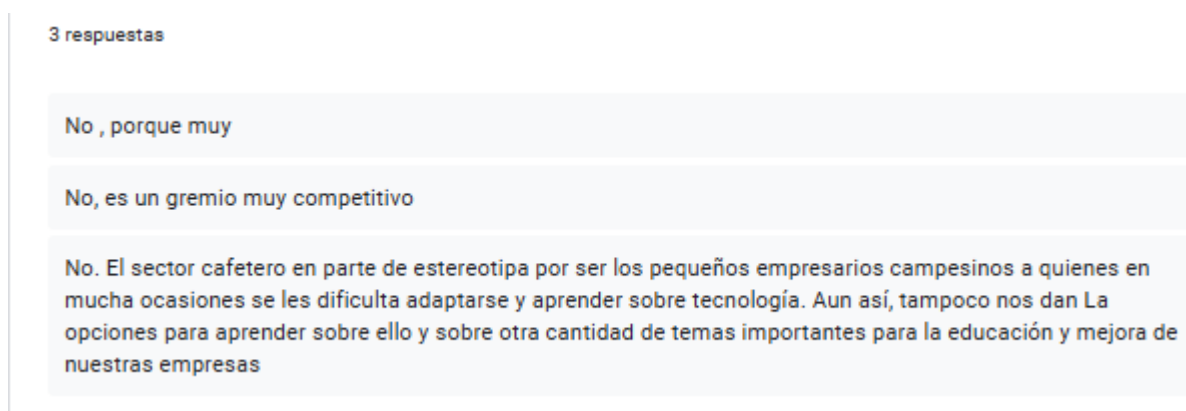 3 respuestas
No , porque muy
No, es un gremio muy competitivo
No. El sector cafetero en parte de estereotipa por ser los pequeños empresarios campesinos a quienes en
mucha ocasiones se les dificulta adaptarse y aprender sobre tecnología. Aun así, tampoco nos dan La
opciones para aprender sobre ello y sobre otra cantidad de temas importantes para la educación y mejora de
nuestras empresas